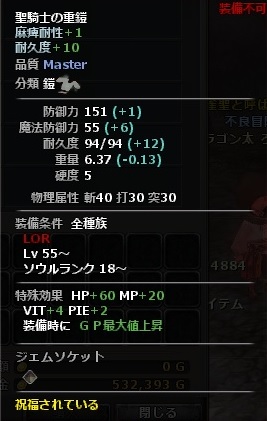 装備不可
聖騎士の重鎧
麻痺耐性+1
耐久度+10
品質 Master
分類 鎧
防御力 151 (+1)
魔法防御力 55 (+6)
耐久度 94/94 (+12)
重量 6.37 (-0.13)
硬度 5
物理属性 斬40 打30 突30
装備条件 全種族
LOR
Lv 55～
ソウルランク 18～
4884
特殊効果 HP+60 MP+20
イテム
VIT+4 PIE+2
装備時に ＧＰ最大値上昇
ジェムソケット
0 G
532,393 G
祝福されている
閉じる